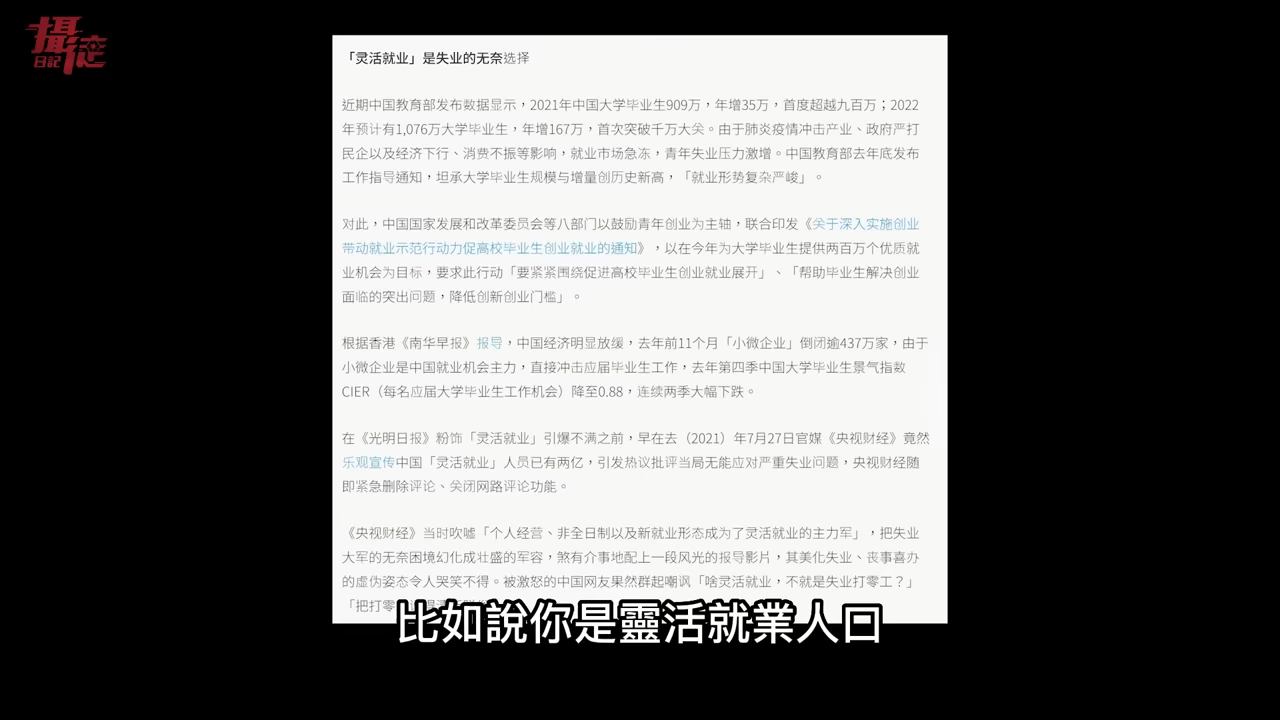 攝徒
日記
「灵活就业」是失业的无奈选择
近期中国教育部发布数据显示，2021年中国大学毕业生909万，年增35万，首度超越九百万；2022
年预计有1,076万大学毕业生，年增167万，首次突破千万大关。由于肺炎疫情冲击产业、政府严打
民企以及经济下行、消费不振等影响，就业市场急冻，青年失业压力激增。中国教育部去年底发布
工作指导通知，坦承大学毕业生规模与增量创历史新高，「就业形势复杂严峻」。
对此，中国国家发展和改革委员会等八部门以鼓励青年创业为主轴，联合印发《关于深入实施创业
带动就业示范行动力促高校毕业生创业就业的通知》，以在今年为大学毕业生提供两百万个优质就
业机会为目标，要求此行动「要紧紧围绕促进高校毕业生创业就业展开」、「帮助毕业生解决创业
面临的突出问题，降低创新创业门槛」。
根据香港《南华早报》报导，中国经济明显放缓，去年前11个月「小微企业」倒闭逾437万家，由于
小微企业是中国就业机会主力，直接冲击应届毕业生工作，去年第四季中国大学毕业生景气指数
CIER（每名应届大学毕业生工作机会）降至0.88，连续两季大幅下跌。
在《光明日报》粉饰「灵活就业」引爆不满之前，早在去（2021）年7月27日官媒《央视财经》竟然
乐观宣传中国「灵活就业」人员已有两亿，引发热议批评当局无能应对严重失业问题，央视财经随
即紧急删除评论、关闭网路评论功能。
《央视财经》当时吹嘘「个人经营、非全日制以及新就业形态成为了灵活就业的主力军」，把失业
大军的无奈困境幻化成壮盛的军容，煞有介事地配上一段风光的报导影片，其美化失业、丧事喜办
的虚伪姿态令人哭笑不得。被激怒的中国网友果然群起嘲讽「啥灵活就业，不就是失业打零工？」
「把打零
比如說你是靈活就業人口